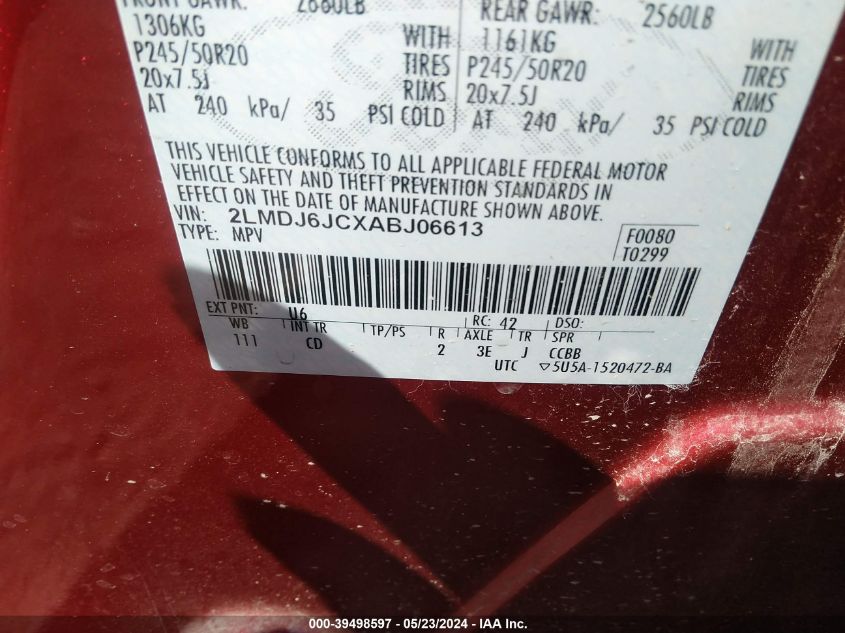 FRONT GAWR: 2880LB REAR GAWR: 2560LB
1306KG WITH 1161KG WITH
P245/50R20 TIRES P245/50R20 TIRES
20x7.5J RIMS 20x7.5J RIMS
AT 240 kPa/ 35 PSI COLD AT 240 kPa/ 35 PSI COLD
THIS VEHICLE CONFORMS TO ALL APPLICABLE FEDERAL MOTOR
VEHICLE SAFETY AND THEFT PREVENTION STANDARDS IN
EFFECT ON THE DATE OF MANUFACTURE SHOWN ABOVE.
VIN: 2LMDJ6JCXABJ06613
TYPE: MPV
F0080
T0299
EXT PNT: U6 RC: 42 DSO:
WB INT TR TP/PS R AXLE TR SPR
111 CD 2 3E J CCBB
UTC ▽5U5A-1520472-BA
000-39498597 - 05/23/2024 - IAA Inc.